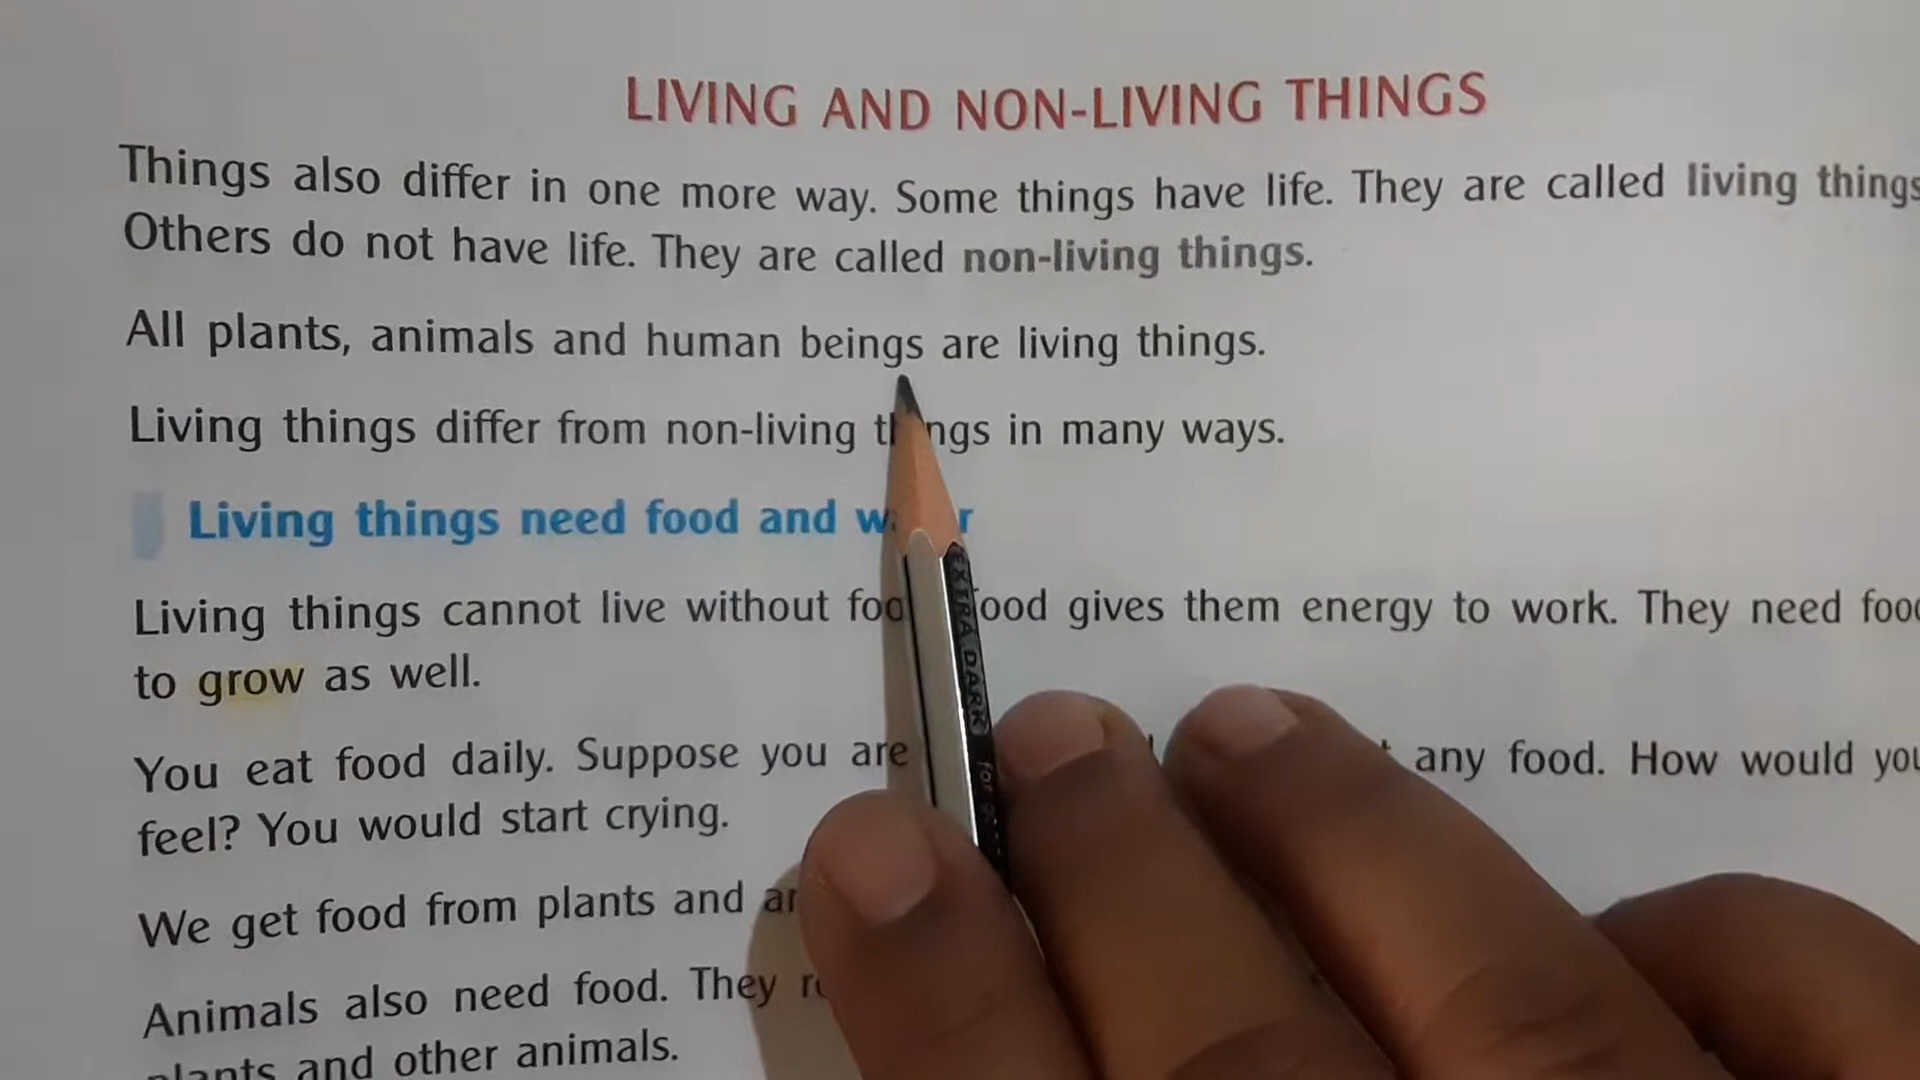 LIVING AND NON-LIVING THINGS
Things also differ in one more way. Some things have life. They are called living things
Others do not have life. They are called non-living things.
All plants, animals and human beings are living things.
Living things differ from non-living things in many ways.
Living things need food and
Living things cannot live without gives them energy to work. They need
to grow as well.
You eat food daily. Suppose you are any food. How would
feel? You would start crying.
We get food from plants and
Animals also need food. They
plants and other animals.
EXTRA DARK
for